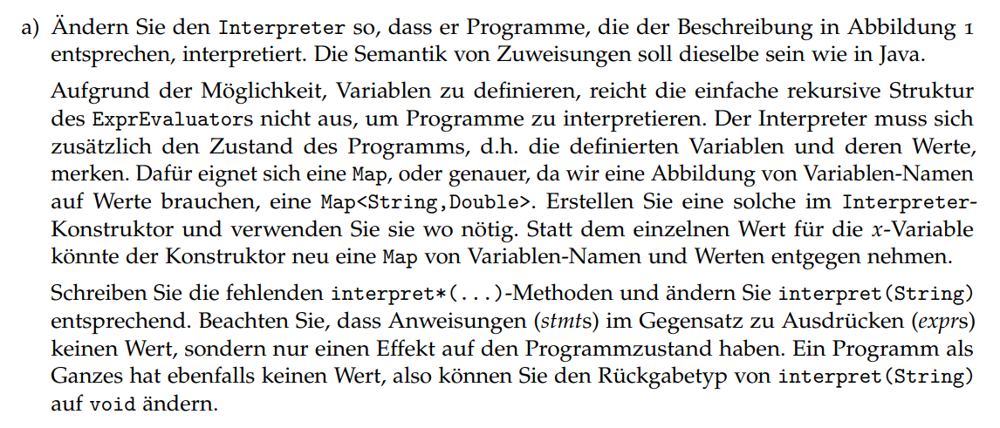 a) Ändern Sie den Interpreter so, dass er Programme, die der Beschreibung in Abbildung 1
entsprechen, interpretiert. Die Semantik von Zuweisungen soll dieselbe sein wie in Java.
Aufgrund der Möglichkeit, Variablen zu definieren, reicht die einfache rekursive Struktur
des ExprEvaluators nicht aus, um Programme zu interpretieren. Der Interpreter muss sich
zusätzlich den Zustand des Programms, d.h. die definierten Variablen und deren Werte,
merken. Dafür eignet sich eine Map, oder genauer, da wir eine Abbildung von Variablen-Namen
auf Werte brauchen, eine Map<String,Double>. Erstellen Sie eine solche im Interpreter-
Konstruktor und verwenden Sie sie wo nötig. Statt dem einzelnen Wert für die x-Variable
könnte der Konstruktor neu eine Map von Variablen-Namen und Werten entgegen nehmen.
Schreiben Sie die fehlenden interpret*(...)-Methoden und ändern Sie interpret(String)
entsprechend. Beachten Sie, dass Anweisungen (stmts) im Gegensatz zu Ausdrücken (exprs)
keinen Wert, sondern nur einen Effekt auf den Programmzustand haben. Ein Programm als
Ganzes hat ebenfalls keinen Wert, also können Sie den Rückgabetyp von interpret(String)
auf void ändern.